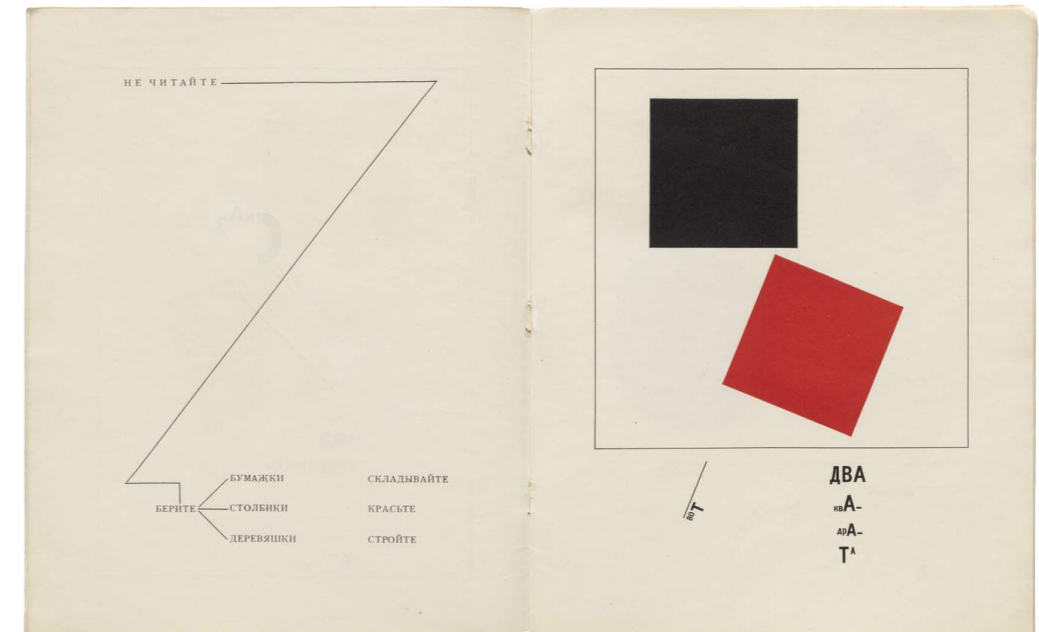 НЕ ЧИТАЙТЕ
БУМАЖКИ СКЛАДЫВАЙТЕ
БЕРИТЕ СТОЛБИКИ КРАСЬТЕ
ДЕРЕВЯШКИ СТРОЙТЕ
ВОТ
ДВА
квА–
дрА–
ТА